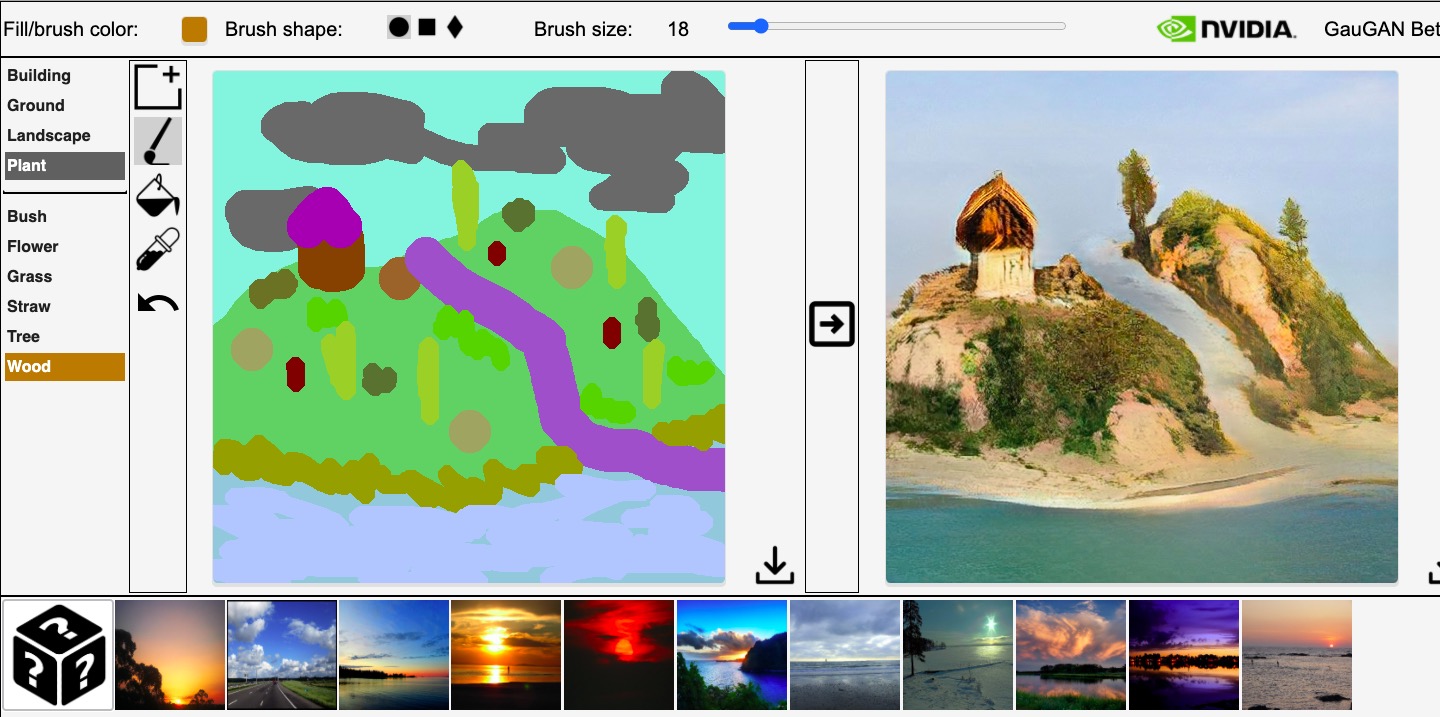 Fill/brush color: Brush shape: Brush size: 18 NVIDIA. GauGAN Bet
Building
Ground
Landscape
Plant
Bush
Flower
Grass
Straw
Tree
Wood
? ? ?